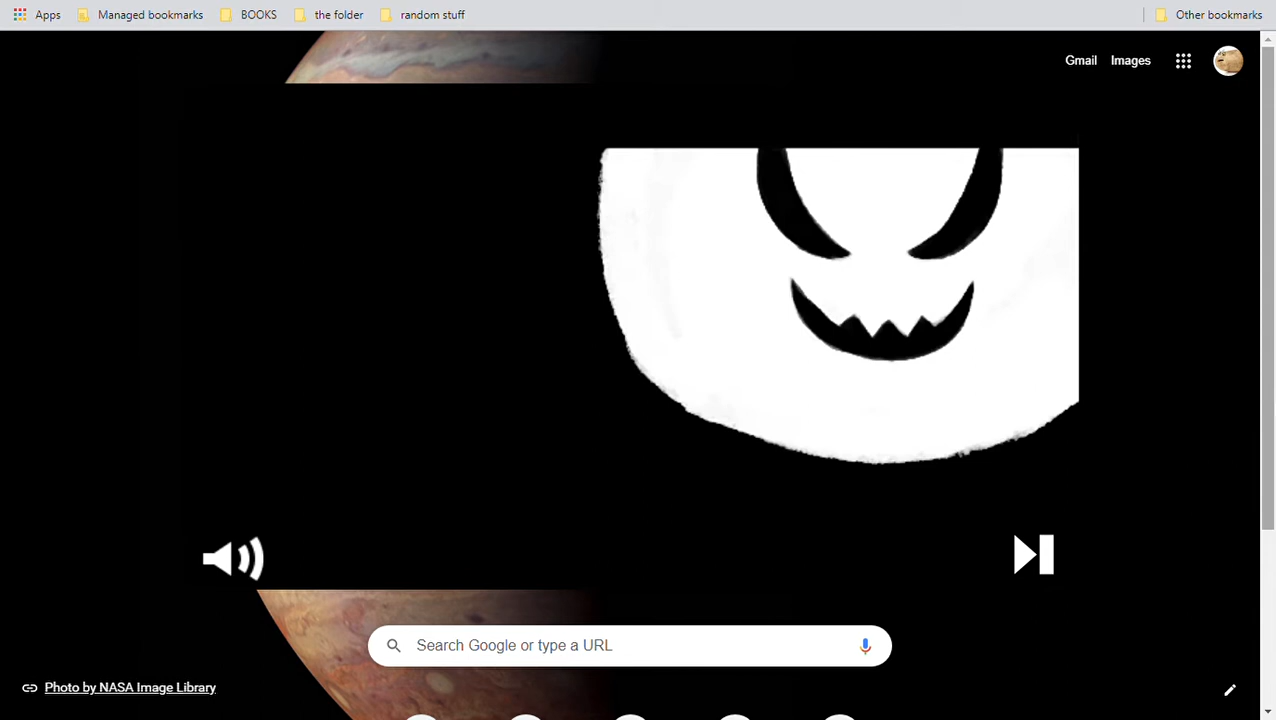 Apps Managed bookmarks BOOKS the folder random stuff Other bookmarks
Gmail Images
Search Google or type a URL
Photo by NASA Image Library